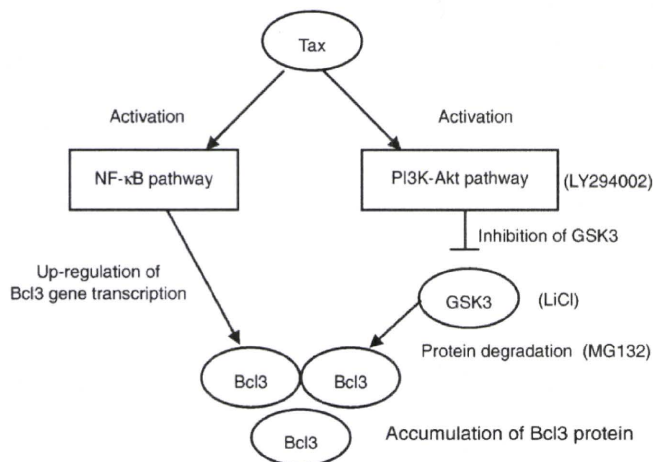 Tax
Activation
Activation
NF-κB pathway
PI3K-Akt pathway
(LY294002)
Inhibition of GSK3
Up-regulation of
Bcl3 gene transcription
GSK3
(LiCl)
Protein degradation (MG132)
Bcl3
Bcl3
Bcl3
Accumulation of Bcl3 protein